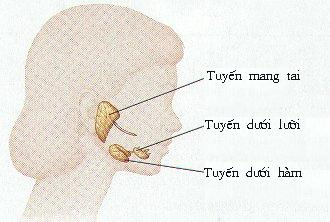 Tuyến mang tai
Tuyến dưới lưỡi
Tuyến dưới hàm